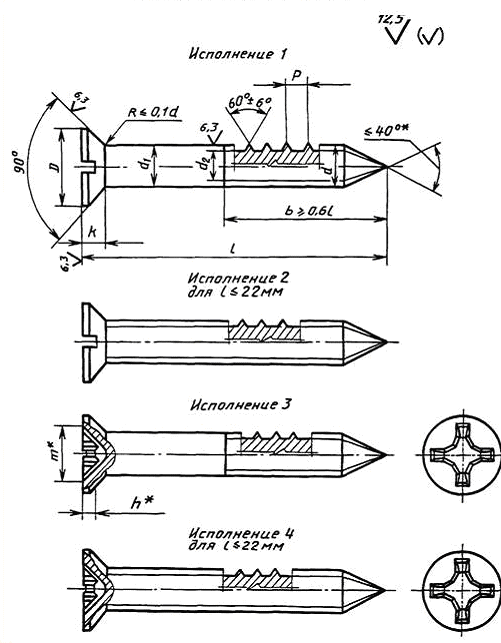 12,5
(√)
Исполнение 1
6,3
R ≤ 0,1d
60°±6°
P
6,3
≤ 40°*
90°
D
d₁
d₂
d
k
b ≥ 0,6l
l
6,3
Исполнение 2
для l ≤ 22мм
Исполнение 3
m*
h*
Исполнение 4
для l ≤ 22мм